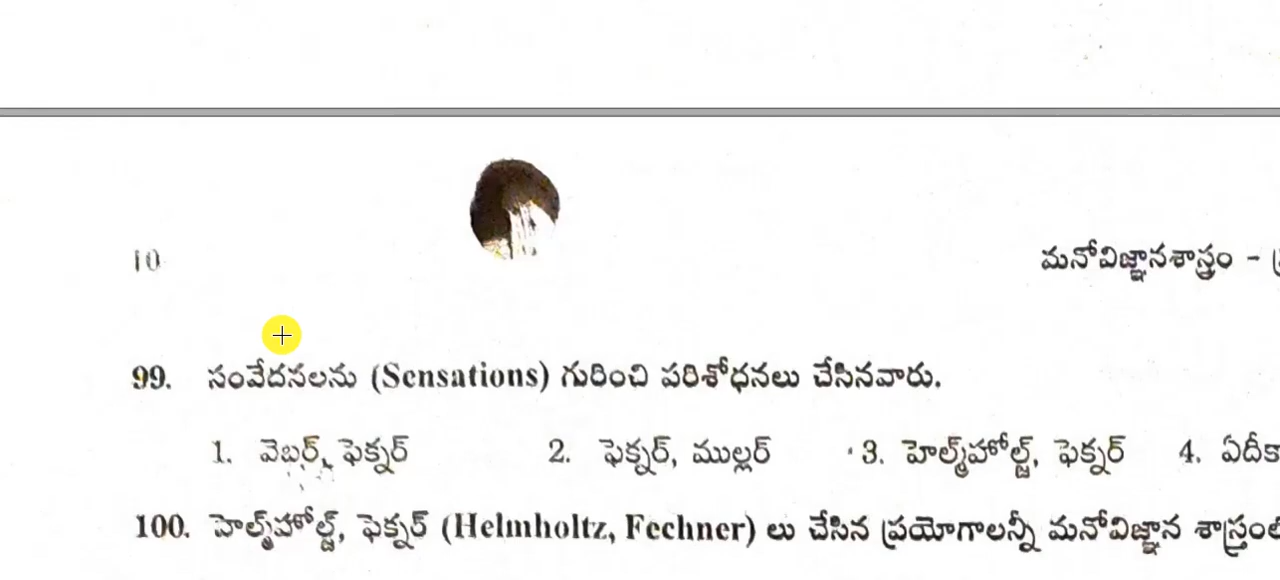 10
మనోవిజ్ఞానశాస్త్రం -
99. సంవేదనలను (Sensations) గురించి పరిశోధనలు చేసినవారు.
1. వెబర్, ఫెక్నర్ 2. ఫెక్నర్, ముల్లర్ 3. హెల్మ్‌హోల్ట్జ్, ఫెక్నర్ 4.
100. హెల్మ్‌హోల్ట్జ్, ఫెక్నర్ (Helmholtz, Fechner) లు చేసిన ప్రయోగాలన్నీ మనోవిజ్ఞాన